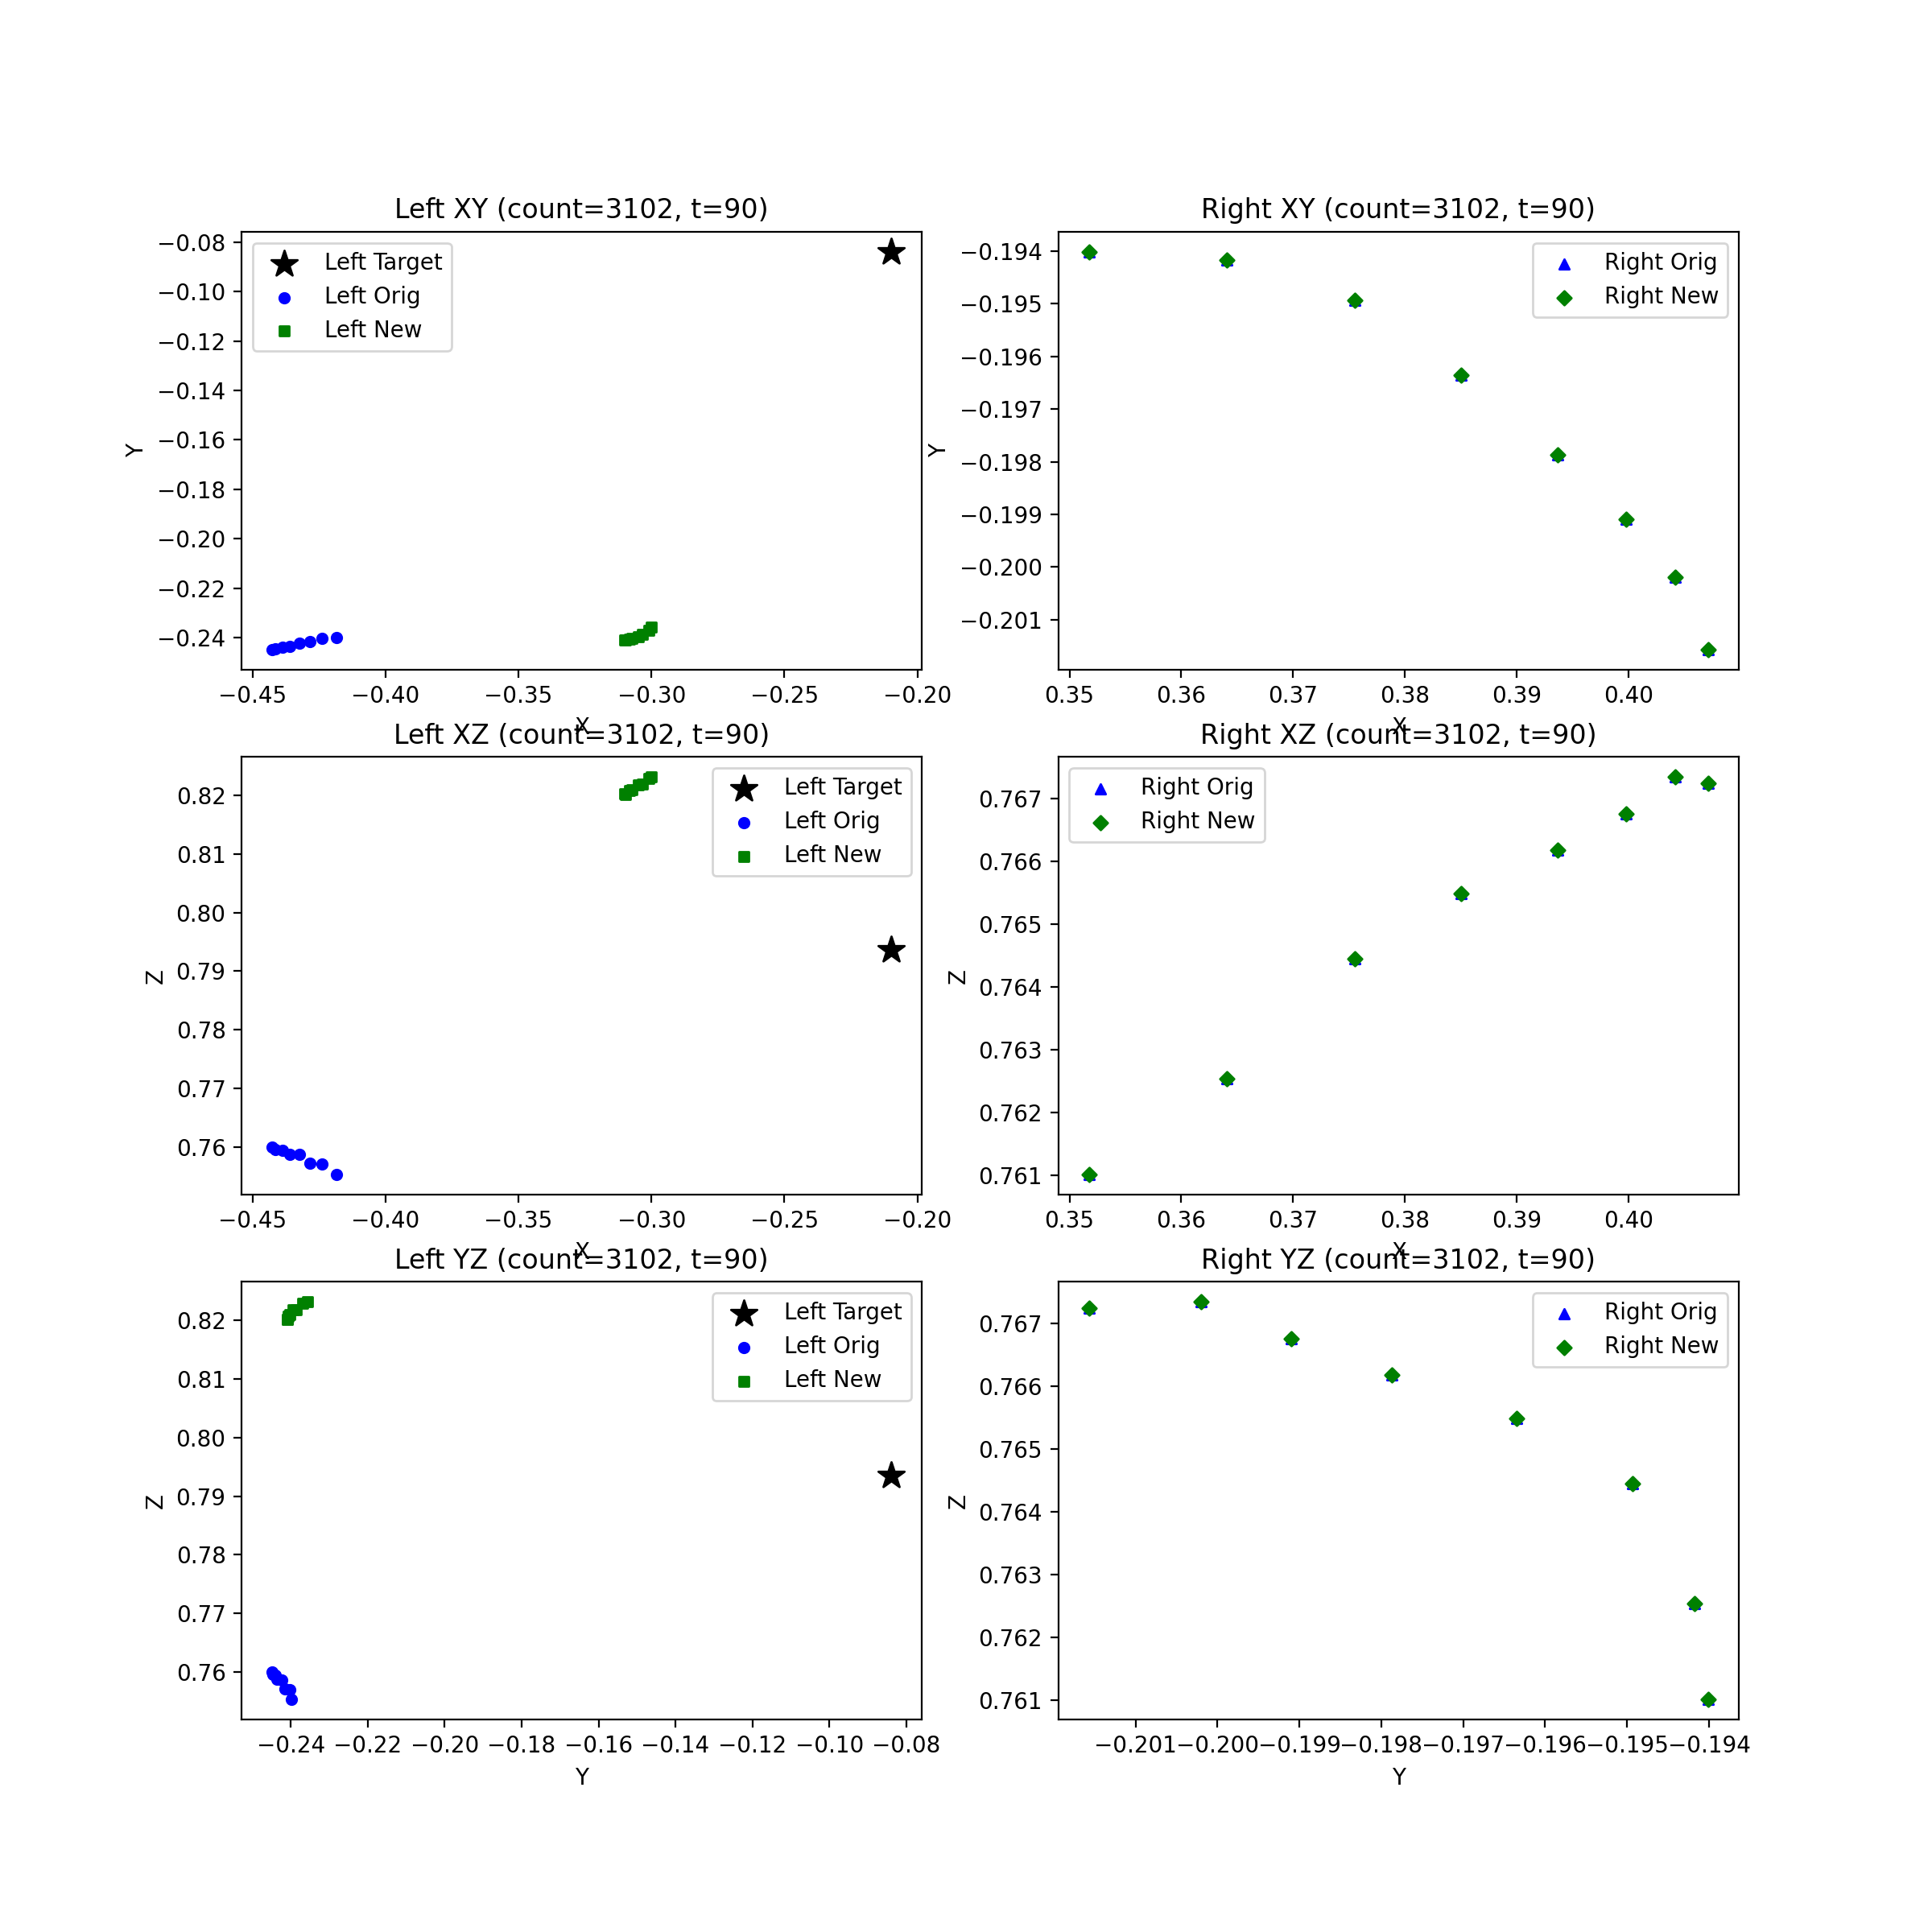 Left XY (count=3102, t=90)
Left Target
Left Orig
Left New
−0.08
−0.10
−0.12
−0.14
−0.16
−0.18
−0.20
−0.22
−0.24
Y
−0.45 −0.40 −0.35 −0.30 −0.25 −0.20
X
Right XY (count=3102, t=90)
Right Orig
Right New
−0.194
−0.195
−0.196
−0.197
−0.198
−0.199
−0.200
−0.201
Y
0.35 0.36 0.37 0.38 0.39 0.40
X
Left XZ (count=3102, t=90)
Left Target
Left Orig
Left New
0.82
0.81
0.80
0.79
0.78
0.77
0.76
Z
−0.45 −0.40 −0.35 −0.30 −0.25 −0.20
X
Right XZ (count=3102, t=90)
Right Orig
Right New
0.767
0.766
0.765
0.764
0.763
0.762
0.761
Z
0.35 0.36 0.37 0.38 0.39 0.40
X
Left YZ (count=3102, t=90)
Left Target
Left Orig
Left New
0.82
0.81
0.80
0.79
0.78
0.77
0.76
Z
−0.24 −0.22 −0.20 −0.18 −0.16 −0.14 −0.12 −0.10 −0.08
Y
Right YZ (count=3102, t=90)
Right Orig
Right New
0.767
0.766
0.765
0.764
0.763
0.762
0.761
Z
−0.201 −0.200 −0.199 −0.198 −0.197 −0.196 −0.195 −0.194
Y